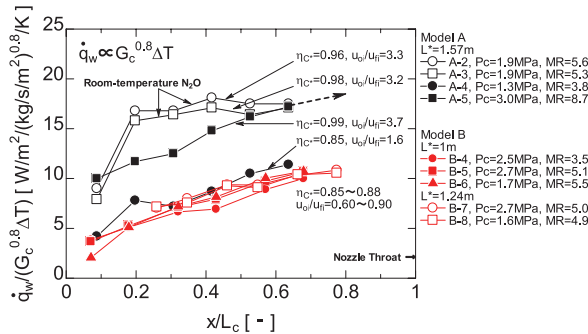 q̇w∝Gc^0.8ΔT
Room-temperature N2O
ηC*=0.96, uo/ufi=3.3
ηC*=0.98, uo/ufi=3.2
ηC*=0.99, uo/ufi=3.7
ηC*=0.85, uo/ufi=1.6
ηC*=0.85~0.88
uo/ufi=0.60~0.90
Nozzle Throat
25
20
15
10
5
0
0
0.2
0.4
0.6
0.8
1
x/Lc [ - ]
q̇w/(Gc^0.8ΔT) [ W/m²/(kg/s/m²)^0.8/K]
Model A
L*=1.57m
A-2, Pc=1.9MPa, MR=5.6
A-3, Pc=1.9MPa, MR=5.3
A-4, Pc=1.3MPa, MR=3.8
A-5, Pc=3.0MPa, MR=8.7
Model B
L*=1m
B-4, Pc=2.5MPa, MR=3.5
B-5, Pc=2.7MPa, MR=5.1
B-6, Pc=1.7MPa, MR=5.5
L*=1.24m
B-7, Pc=2.7MPa, MR=5.0
B-8, Pc=1.6MPa, MR=4.9